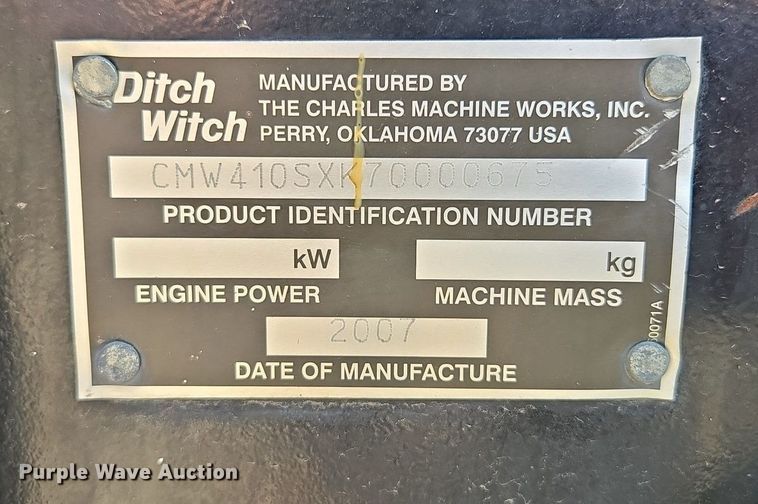 Ditch Witch®
MANUFACTURED BY
THE CHARLES MACHINE WORKS, INC.
PERRY, OKLAHOMA 73077 USA
CMW410SXK70000675
PRODUCT IDENTIFICATION NUMBER
kW
kg
ENGINE POWER
MACHINE MASS
2007
DATE OF MANUFACTURE
Purple Wave Auction